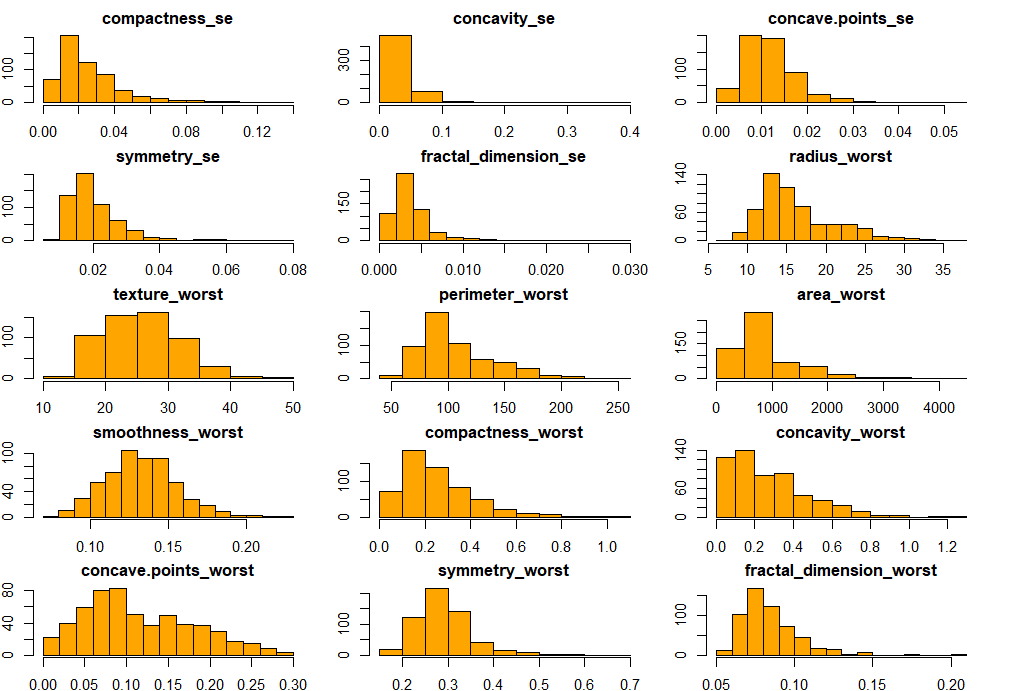 compactness_se concavity_se concave.points_se
0 100
0.00 0.04 0.08 0.12
0 300
0.0 0.1 0.2 0.3 0.4
0 100
0.00 0.01 0.02 0.03 0.04 0.05
symmetry_se fractal_dimension_se radius_worst
0 100
0.02 0.04 0.06 0.08
0 150
0.000 0.010 0.020 0.030
0 60 140
5 10 15 20 25 30 35
texture_worst perimeter_worst area_worst
0 100
10 20 30 40 50
0 100
50 100 150 200 250
0 150
0 1000 2000 3000 4000
smoothness_worst compactness_worst concavity_worst
0 40 100
0.10 0.15 0.20
0 100
0.0 0.2 0.4 0.6 0.8 1.0
0 60 140
0.0 0.2 0.4 0.6 0.8 1.0 1.2
concave.points_worst symmetry_worst fractal_dimension_worst
0 40 80
0.00 0.05 0.10 0.15 0.20 0.25 0.30
0 100
0.2 0.3 0.4 0.5 0.6 0.7
0 100
0.05 0.10 0.15 0.20